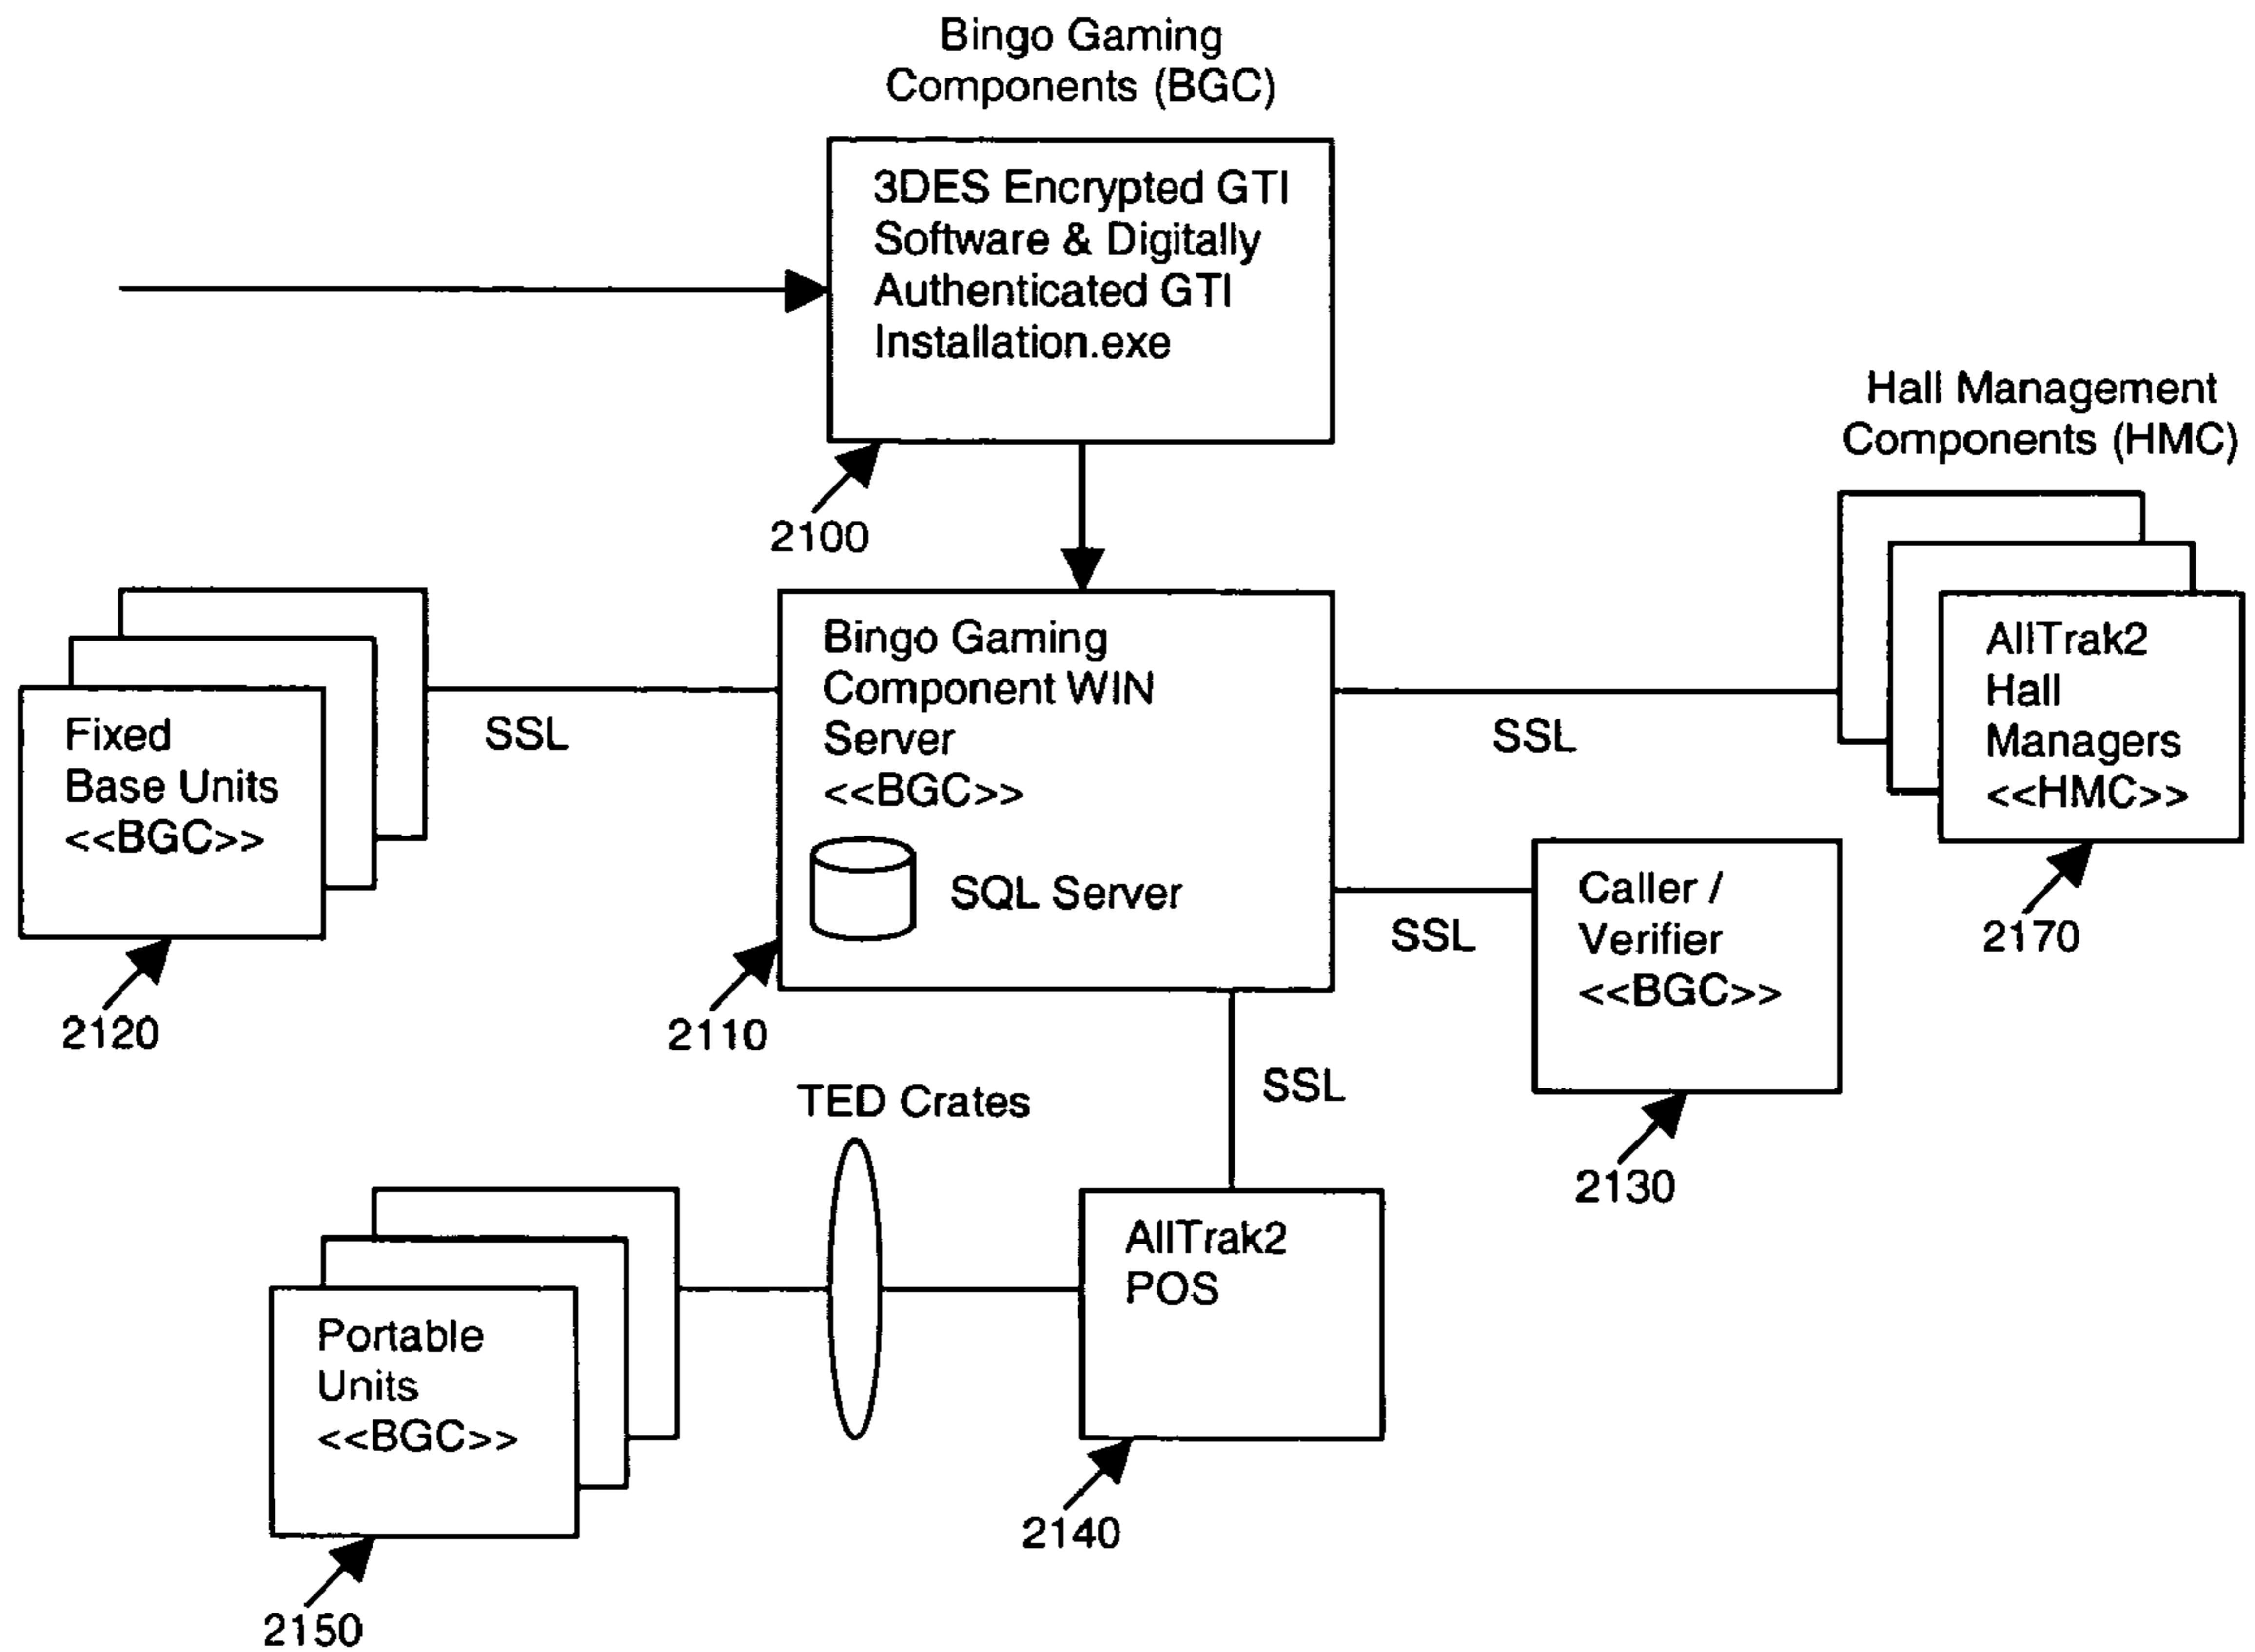 Bingo Gaming
Components (BGC)
3DES Encrypted GTI
Software & Digitally
Authenticated GTI
Installation.exe
2100
Hall Management
Components (HMC)
AllTrak2
Hall
Managers
<<HMC>>
2170
Fixed
Base Units
<<BGC>>
2120
SSL
Bingo Gaming
Component WIN
Server
<<BGC>>
SQL Server
2110
SSL
SSL
Caller /
Verifier
<<BGC>>
2130
SSL
TED Crates
AllTrak2
POS
2140
Portable
Units
<<BGC>>
2150